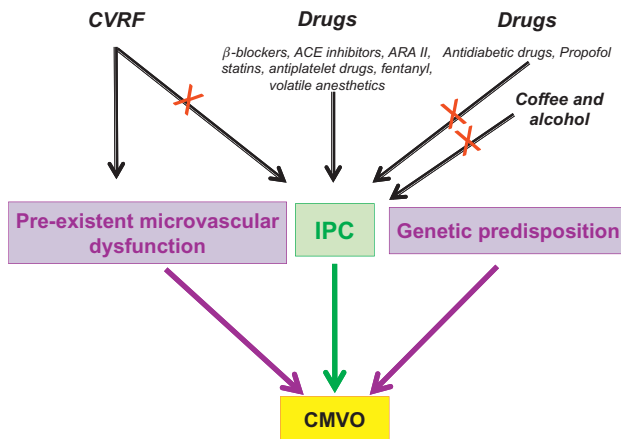 CVRF
Drugs
β-blockers, ACE inhibitors, ARA II,
statins, antiplatelet drugs, fentanyl,
volatile anesthetics
Drugs
Antidiabetic drugs, Propofol
Coffee and
alcohol
Pre-existent microvascular
dysfunction
IPC
Genetic predisposition
CMVO